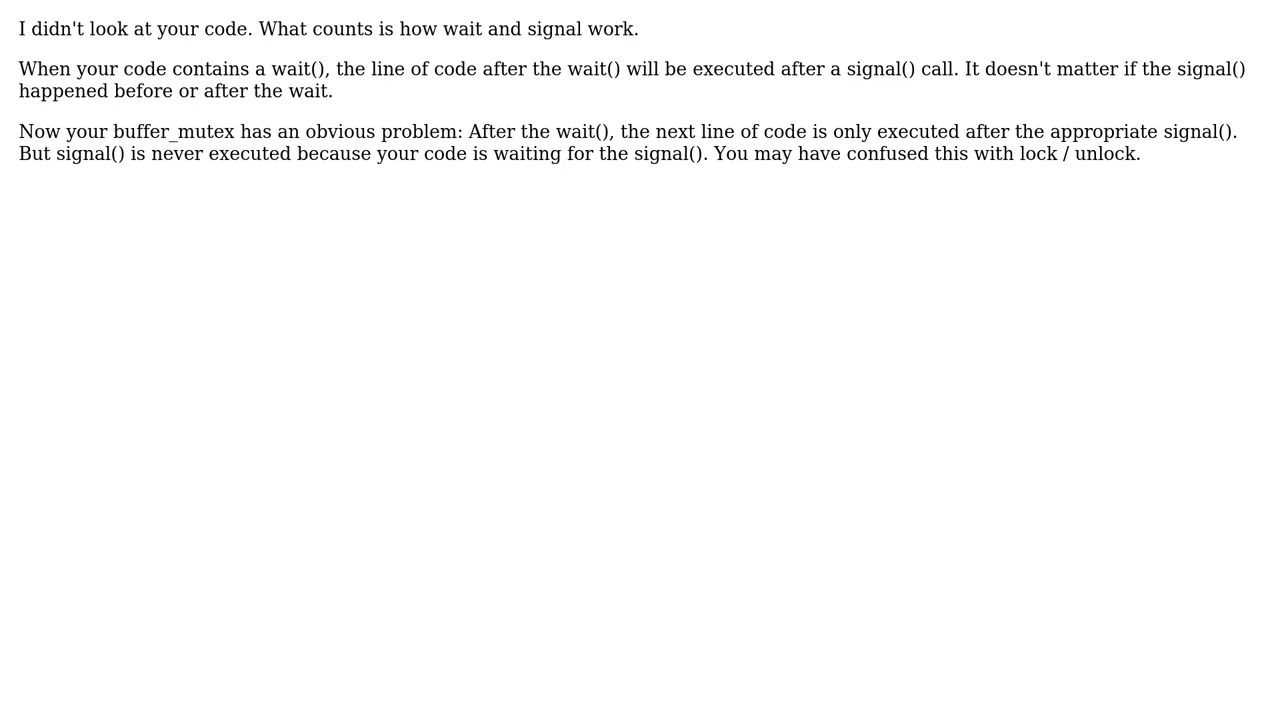 I didn't look at your code. What counts is how wait and signal work.
When your code contains a wait(), the line of code after the wait() will be executed after a signal() call. It doesn't matter if the signal()
happened before or after the wait.
Now your buffer_mutex has an obvious problem: After the wait(), the next line of code is only executed after the appropriate signal().
But signal() is never executed because your code is waiting for the signal(). You may have confused this with lock / unlock.